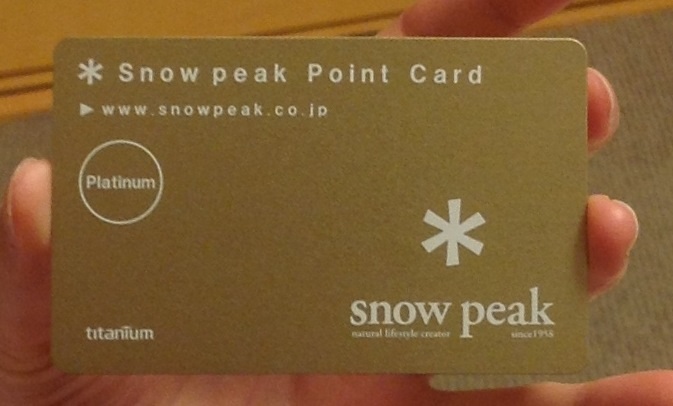 * Snow peak Point Card
▶ www.snowpeak.co.jp
Platinum
snow peak
natural lifestyle creator since1958
titanium